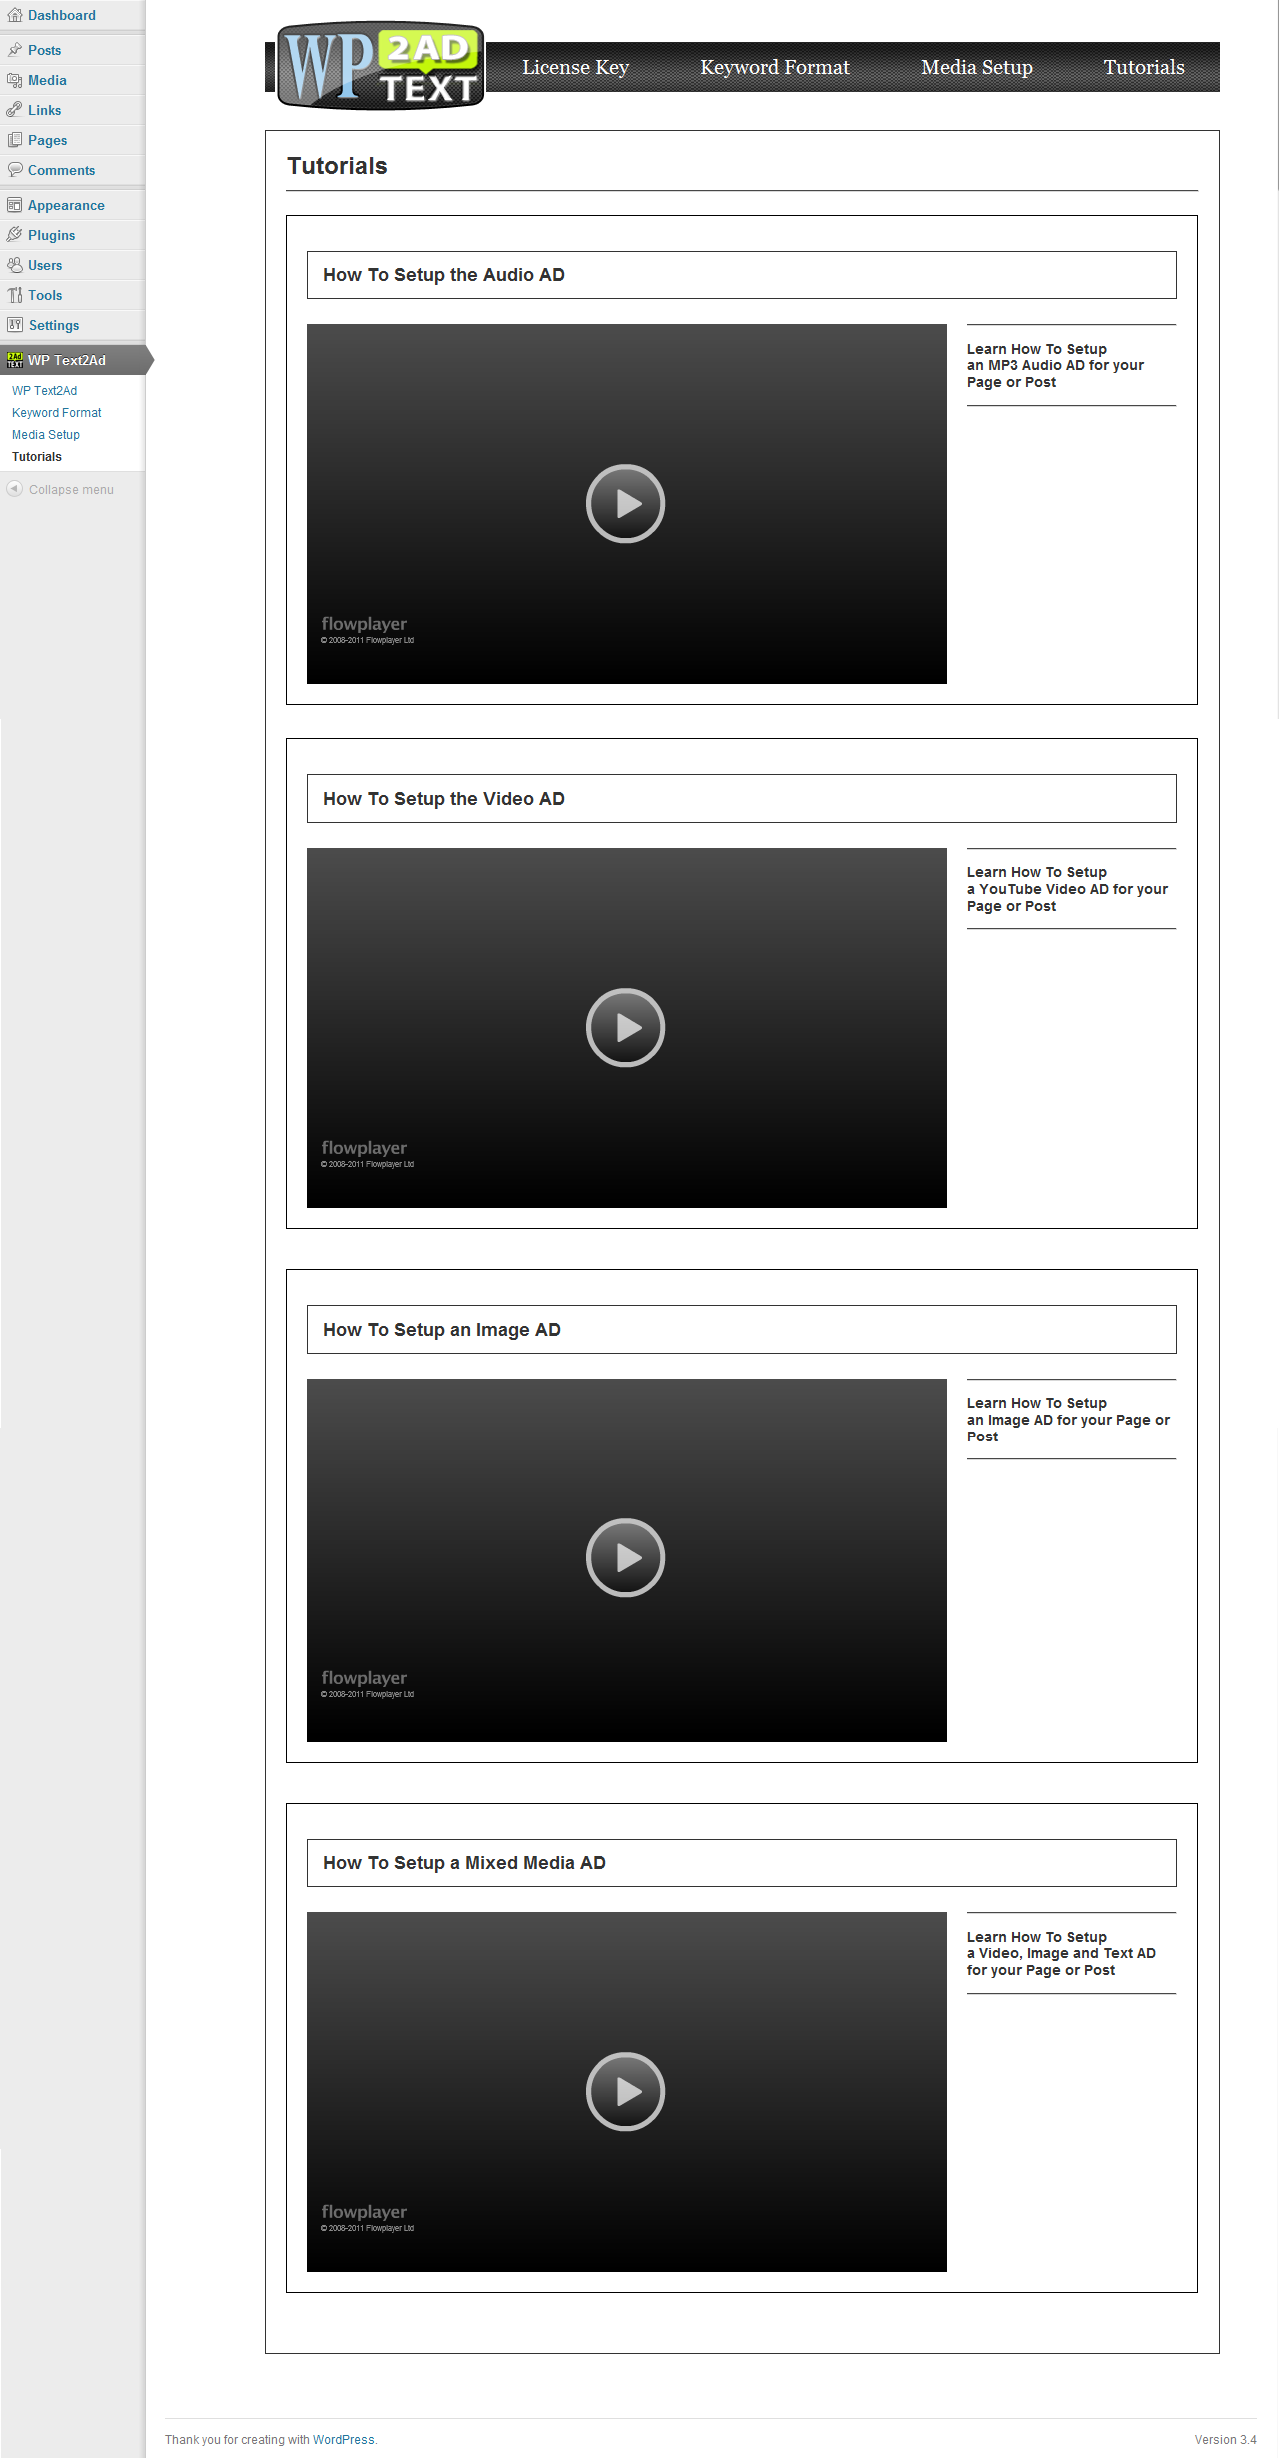 Dashboard
Posts
Media
Links
Pages
Comments
Appearance
Plugins
Users
Tools
Settings
2Ad
TEXT
WP Text2Ad
WP Text2Ad
Keyword Format
Media Setup
Tutorials
Collapse menu
WP 2AD
TEXT
License Key
Keyword Format
Media Setup
Tutorials
Tutorials
How To Setup the Audio AD
Learn How To Setup
an MP3 Audio AD for your
Page or Post
flowplayer
© 2008-2011 Flowplayer Ltd
How To Setup the Video AD
Learn How To Setup
a YouTube Video AD for your
Page or Post
flowplayer
© 2008-2011 Flowplayer Ltd
How To Setup an Image AD
Learn How To Setup
an Image AD for your Page or
Post
flowplayer
© 2008-2011 Flowplayer Ltd
How To Setup a Mixed Media AD
Learn How To Setup
a Video, Image and Text AD
for your Page or Post
flowplayer
© 2008-2011 Flowplayer Ltd
Thank you for creating with WordPress.
Version 3.4